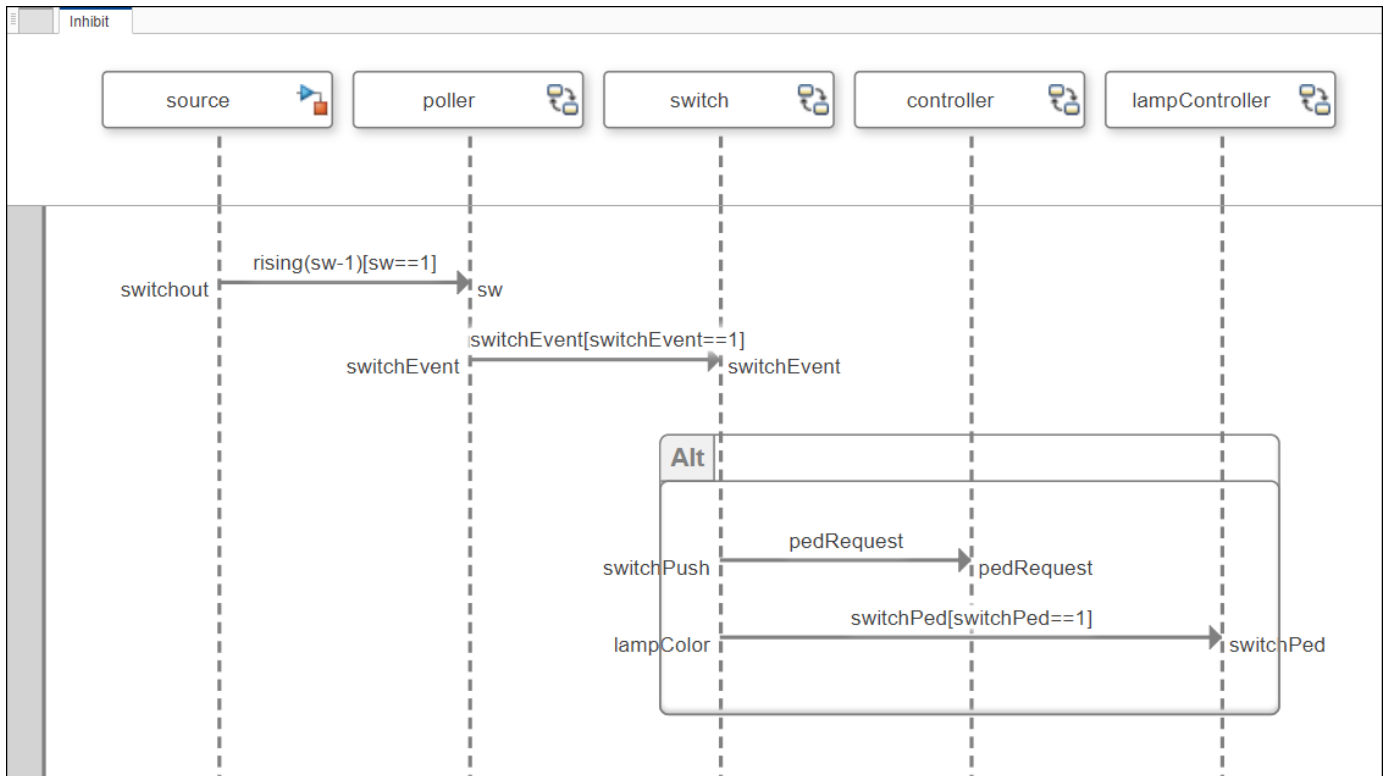 Inhibit
source
poller
switch
controller
lampController
rising(sw-1)[sw==1]
switchout
sw
switchEvent[switchEvent==1]
switchEvent
switchEvent
Alt
pedRequest
switchPush
pedRequest
switchPed[switchPed==1]
lampColor
switchPed